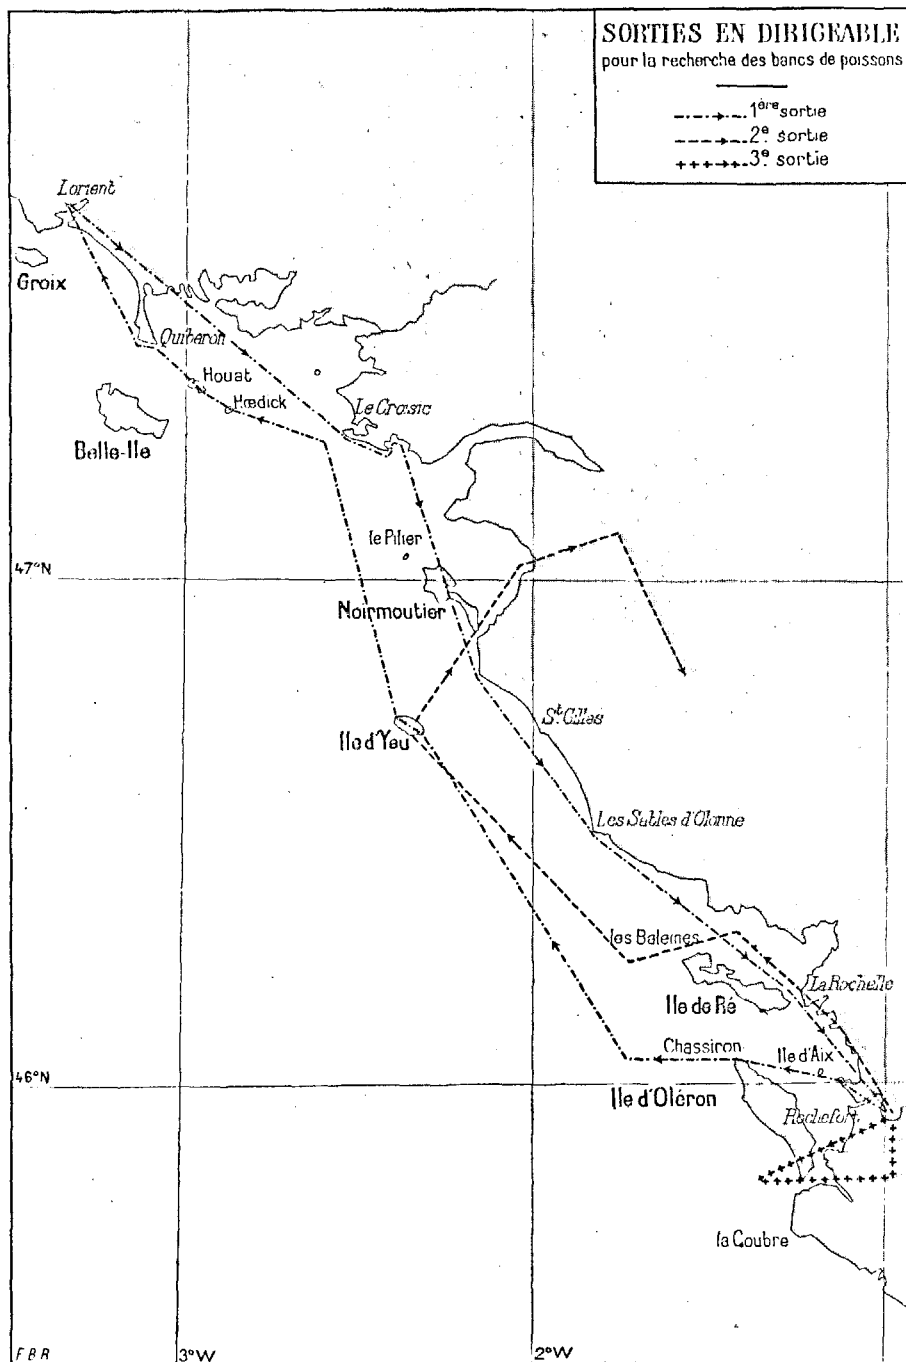 SORTIES EN DIRIGEABLE
pour la recherche des bancs de poissons
1ère sortie
2e. sortie
3e. sortie
Lorient
Groix
Quiberon
Houat
Hœdick
Le Croisic
Belle-Ile
le Pilier
47°N
Noirmoutier
St. Gilles
Ile d'Yeu
Les Sables d'Olonne
les Baleines
La Rochelle
Ile de Ré
Chassiron
Ile d'Aix
46°N
Ile d'Oléron
Rochefort
la Coubre
F B R
3°W
2°W